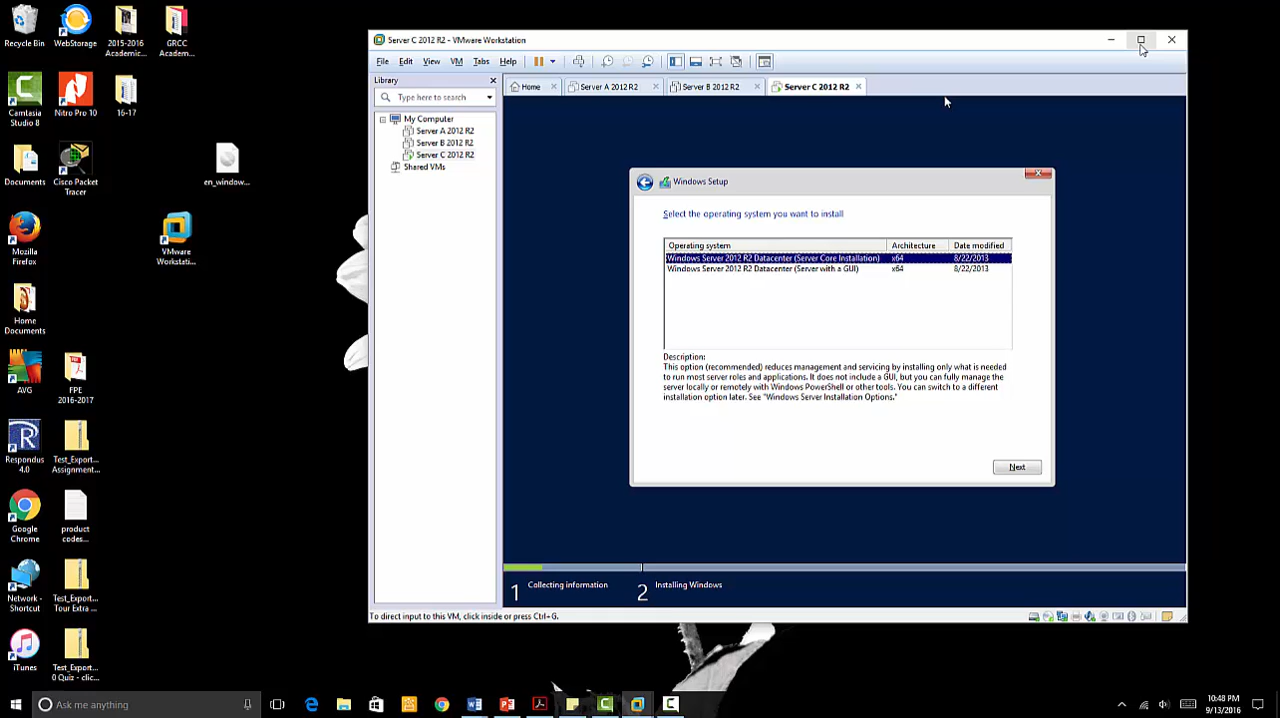 Recycle Bin
WebStorage
2015-2016
Academic...
GRCC
Academ...
Camtasia
Studio 8
Nitro Pro 10
16-17
Documents
Cisco Packet
Tracer
en_window...
Mozilla
Firefox
VMware
Workstati...
Home
Documents
AVG
FPE
2016-2017
Respondus
4.0
Test_Export...
Assignment...
Google
Chrome
product
codes...
Network -
Shortcut
Test_Export...
Tour Extra ...
iTunes
Test_Export...
0 Quiz - clic...
Server C 2012 R2 - VMware Workstation
File Edit View VM Tabs Help
Library
Type here to search
My Computer
Server A 2012 R2
Server B 2012 R2
Server C 2012 R2
Shared VMs
Home Server A 2012 R2 Server B 2012 R2 Server C 2012 R2
Windows Setup
Select the operating system you want to install
Operating system Architecture Date modified
Windows Server 2012 R2 Datacenter (Server Core Installation) x64 8/22/2013
Windows Server 2012 R2 Datacenter (Server with a GUI) x64 8/22/2013
Description:
This option (recommended) reduces management and servicing by installing only what is needed
to run most server roles and applications. It does not include a GUI, but you can fully manage the
server locally or remotely with Windows PowerShell or other tools. You can switch to a different
installation option later. See "Windows Server Installation Options."
Next
1 Collecting information 2 Installing Windows
To direct input to this VM, click inside or press Ctrl+G.
Ask me anything
10:48 PM
9/13/2016